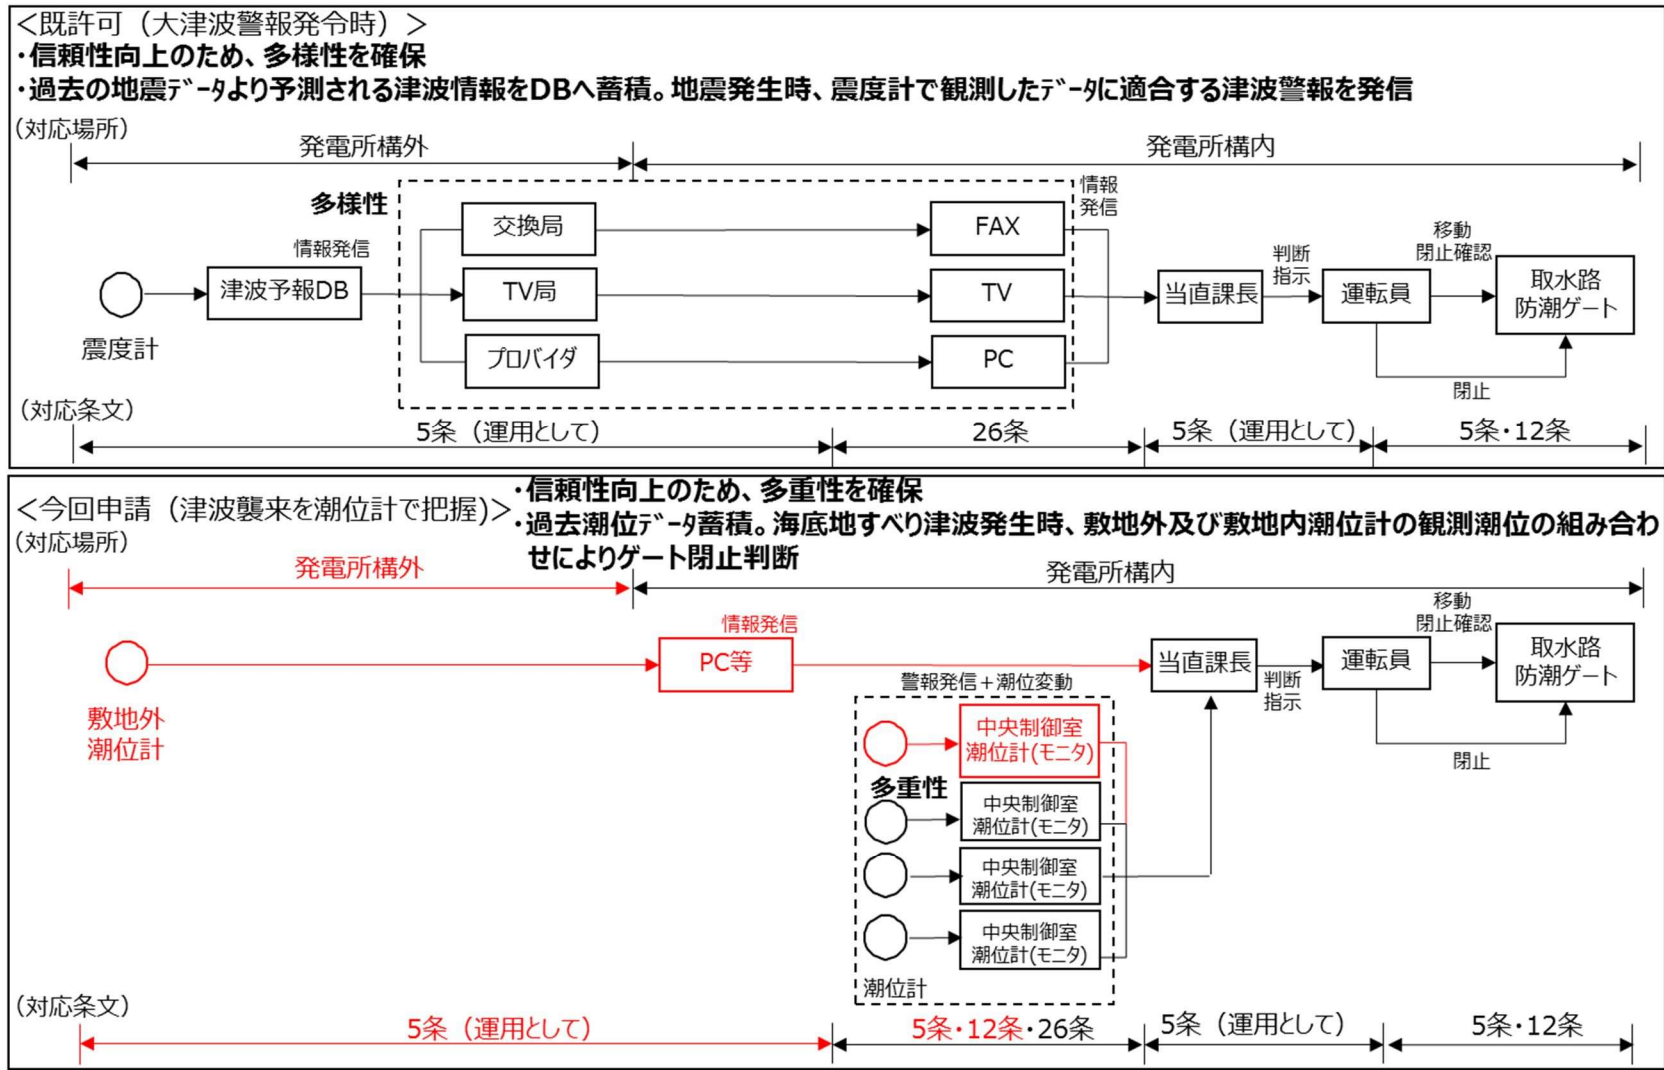 ＜既許可（大津波警報発令時）＞
・信頼性向上のため、多様性を確保
・過去の地震ﾃﾞｰﾀより予測される津波情報をDBへ蓄積。地震発生時、震度計で観測したﾃﾞｰﾀに適合する津波警報を発信
（対応場所）
発電所構外
発電所構内
多様性
情報
発信
交換局
FAX
情報発信
移動
閉止確認
判断
指示
津波予報DB
TV局
TV
当直課長
運転員
取水路
防潮ゲート
震度計
プロバイダ
PC
閉止
（対応条文）
5条（運用として）
26条
5条（運用として）
5条・12条
＜今回申請（津波襲来を潮位計で把握)＞
・信頼性向上のため、多重性を確保
・過去潮位ﾃﾞｰﾀ蓄積。海底地すべり津波発生時、敷地外及び敷地内潮位計の観測潮位の組み合わ
せによりゲート閉止判断
（対応場所）
発電所構外
発電所構内
情報発信
移動
閉止確認
PC等
当直課長
判断
指示
運転員
取水路
防潮ゲート
敷地外
潮位計
警報発信＋潮位変動
中央制御室
潮位計(モニタ)
閉止
多重性
中央制御室
潮位計(モニタ)
中央制御室
潮位計(モニタ)
中央制御室
潮位計(モニタ)
潮位計
（対応条文）
5条（運用として）
5条・12条・26条
5条（運用として）
5条・12条